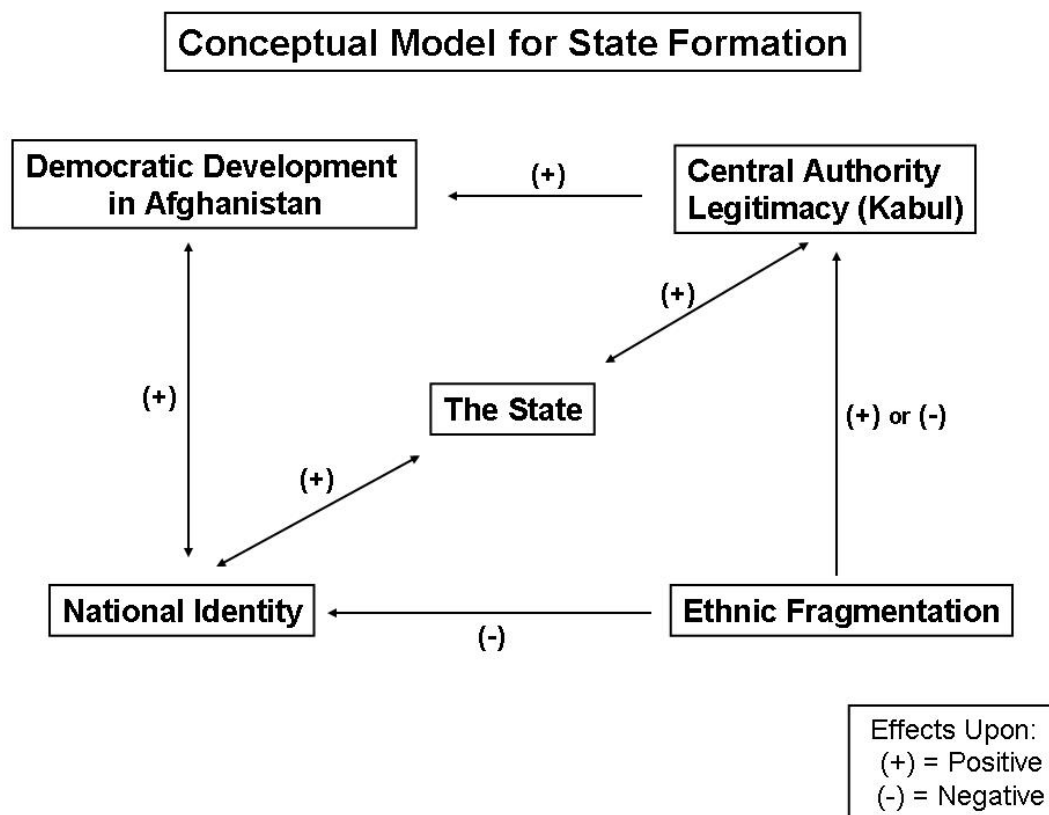 Conceptual Model for State Formation
Democratic Development
in Afghanistan
(+)
Central Authority
Legitimacy (Kabul)
(+)
(+)
The State
(+) or (-)
(+)
National Identity
(-)
Ethnic Fragmentation
Effects Upon:
(+) = Positive
(-) = Negative